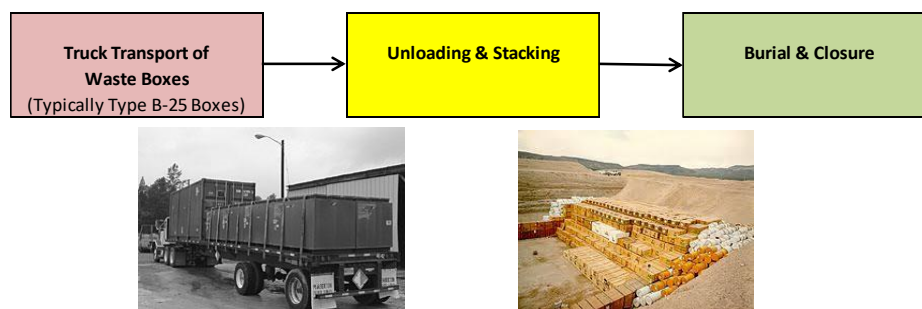 Truck Transport of
Waste Boxes
(Typically Type B-25 Boxes)
Unloading & Stacking
Burial & Closure